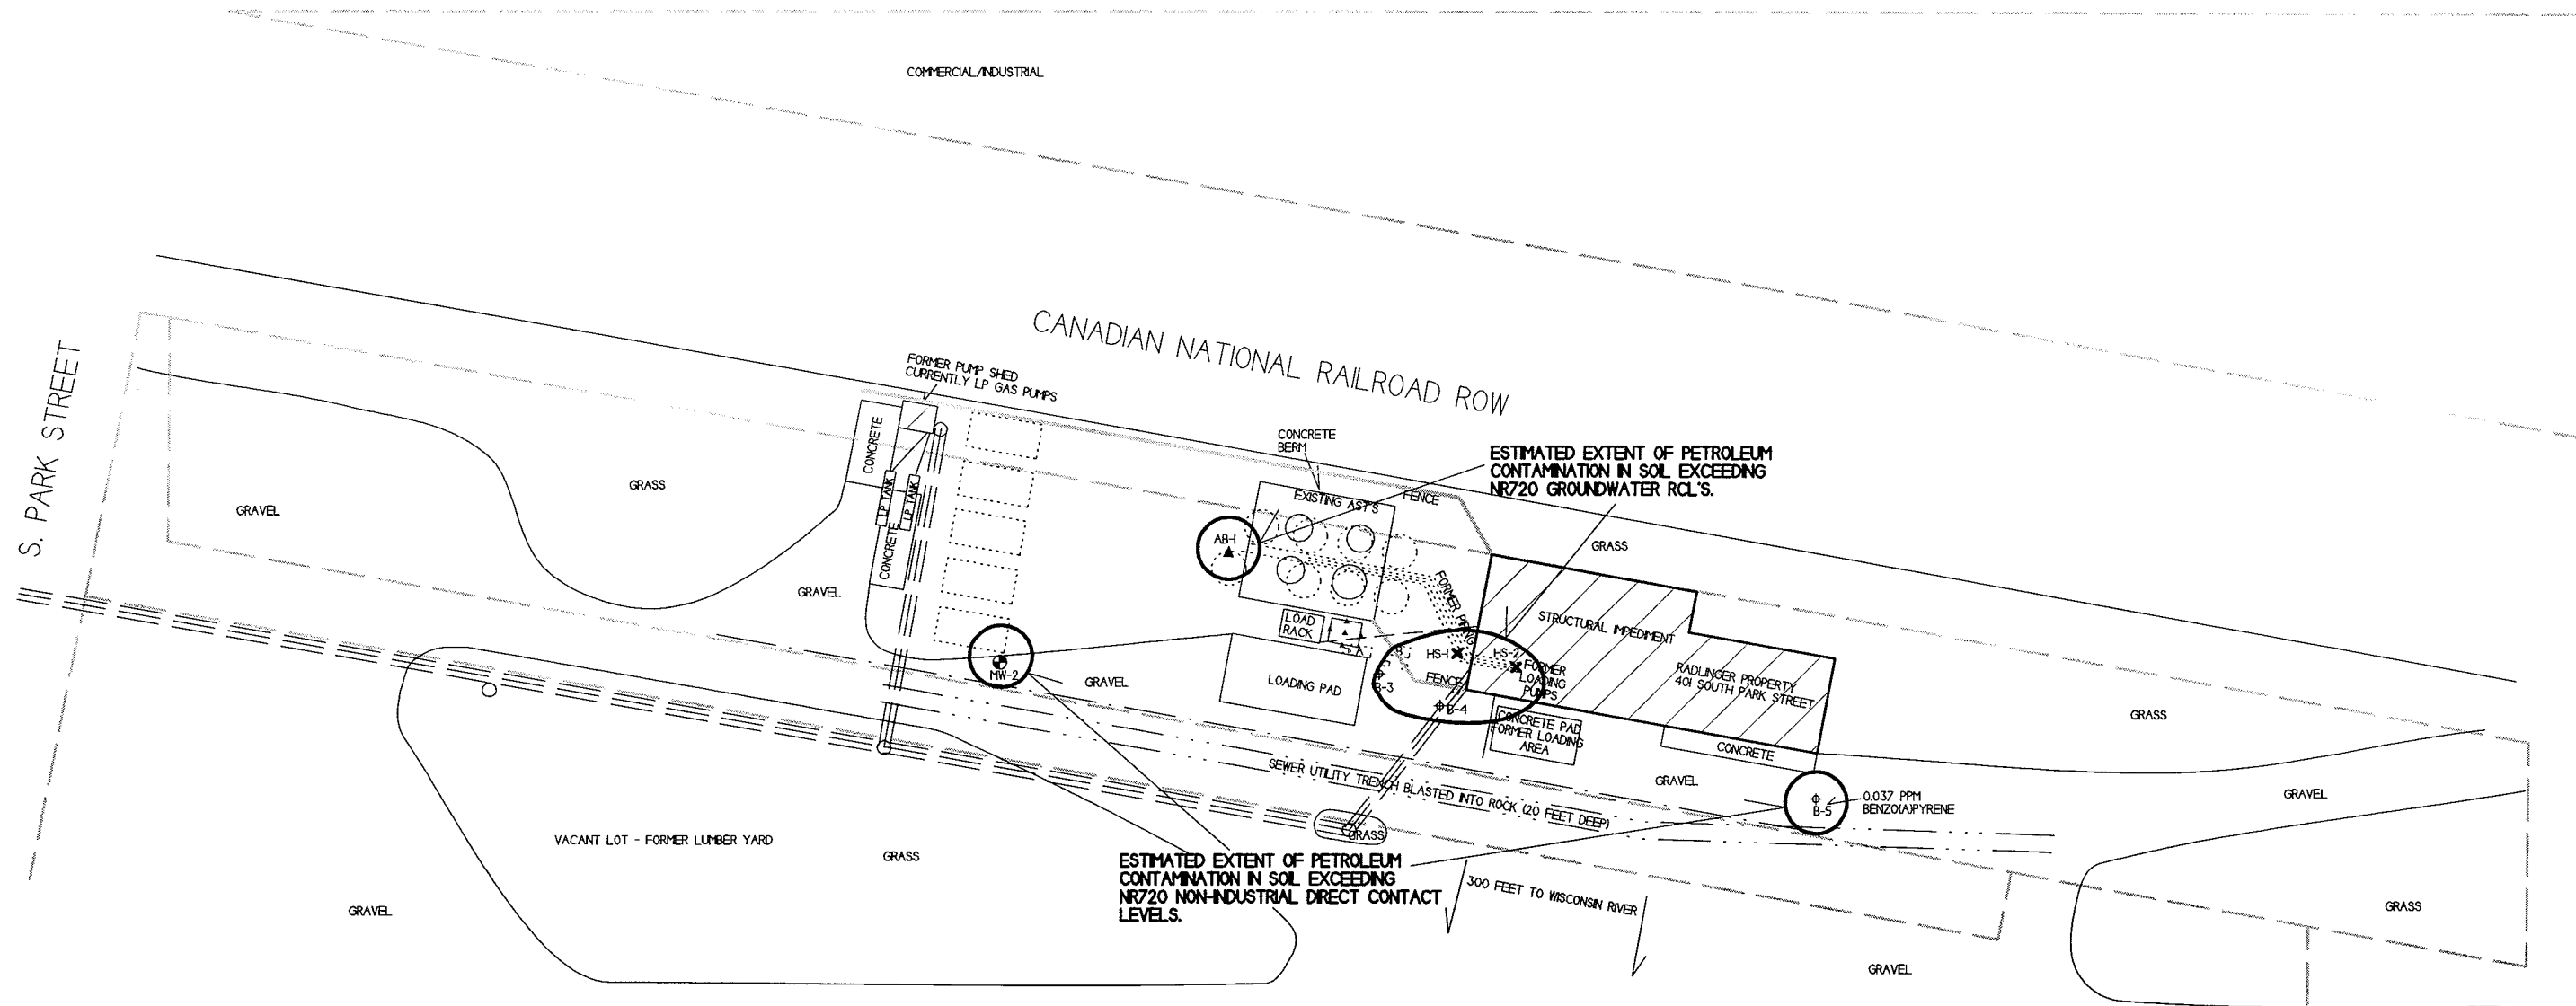 COMMERCIAL/INDUSTRIAL
CANADIAN NATIONAL RAILROAD ROW
S. PARK STREET
FORMER PUMP SHED
CURRENTLY LP GAS PUMPS
CONCRETE
LP TANK
LP TANK
CONCRETE
GRASS
GRAVEL
GRAVEL
CONCRETE
BERM
EXISTING AST'S
FENCE
ESTIMATED EXTENT OF PETROLEUM
CONTAMINATION IN SOIL EXCEEDING
NR720 GROUNDWATER RCL'S.
AB-1
GRASS
FORMER PIPING
LOAD
RACK
STRUCTURAL IMPEDIMENT
RADLINGER PROPERTY
401 SOUTH PARK STREET
HS-1
HS-2
FORMER
LOADING
PUMPS
FENCE
B-3
B-4
MW-2
GRAVEL
LOADING PAD
CONCRETE PAD
FORMER LOADING
AREA
CONCRETE
GRASS
SEWER UTILITY TRENCH BLASTED INTO ROCK (20 FEET DEEP)
GRAVEL
GRAVEL
B-5
0.037 PPM
BENZO(A)PYRENE
GRASS
VACANT LOT - FORMER LUMBER YARD
GRASS
ESTIMATED EXTENT OF PETROLEUM
CONTAMINATION IN SOIL EXCEEDING
NR720 NON-INDUSTRIAL DIRECT CONTACT
LEVELS.
300 FEET TO WISCONSIN RIVER
GRAVEL
GRASS
GRAVEL